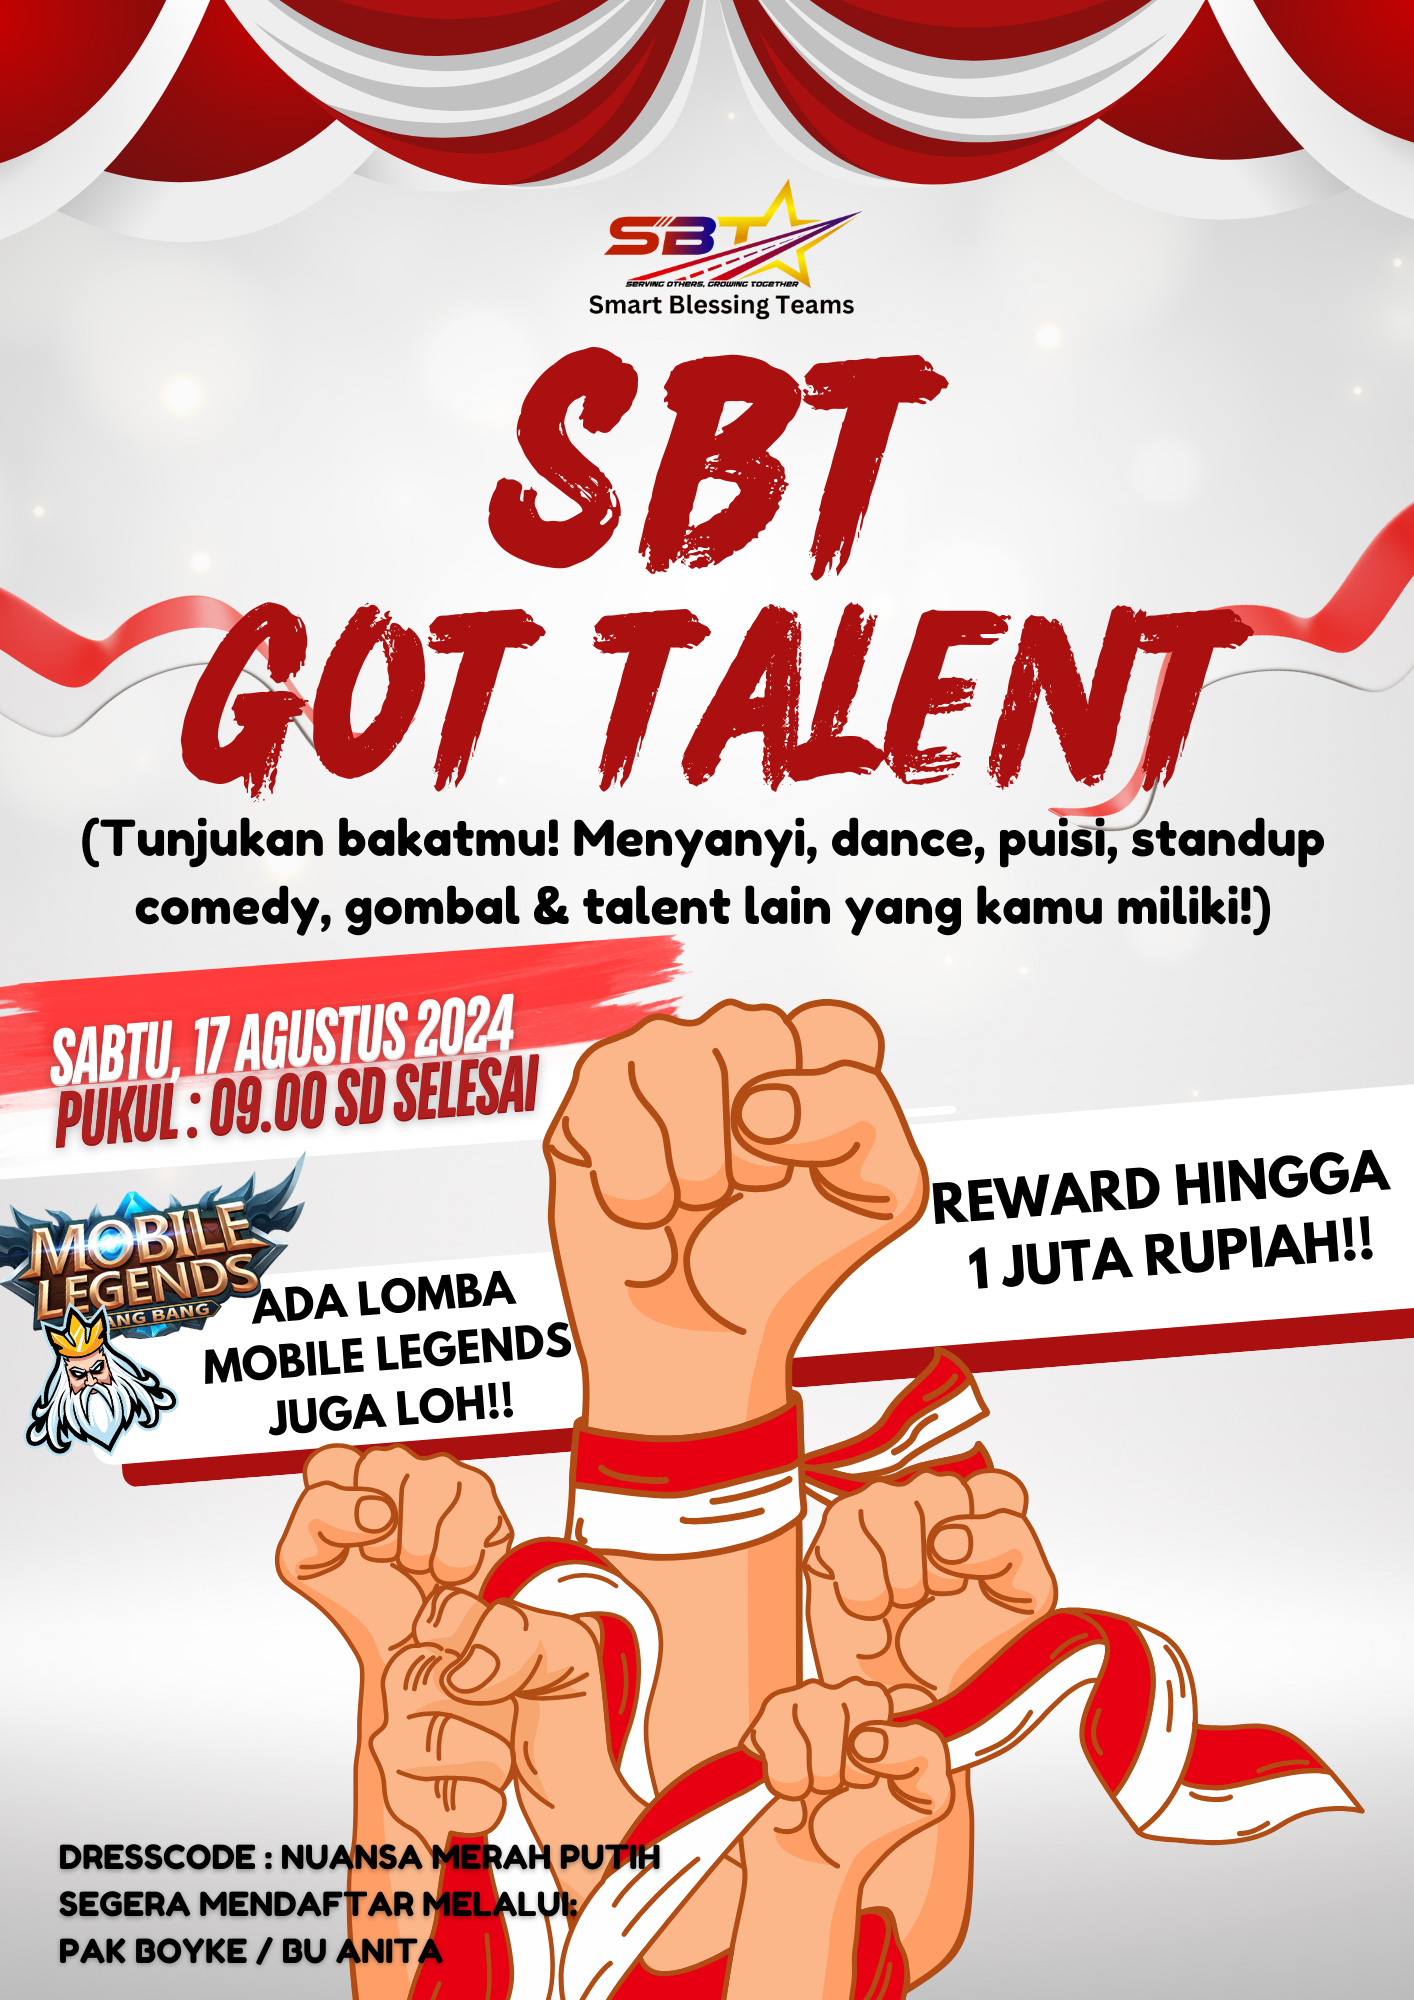 SBT
SERVING OTHERS, GROWING TOGETHER
Smart Blessing Teams
SBT
GOT TALENT
(Tunjukan bakatmu! Menyanyi, dance, puisi, standup
comedy, gombal & talent lain yang kamu miliki!)
SABTU, 17 AGUSTUS 2024
PUKUL : 09.00 SD SELESAI
REWARD HINGGA
1 JUTA RUPIAH!!
MOBILE
LEGENDS
ANG BANG
ADA LOMBA
MOBILE LEGENDS
JUGA LOH!!
DRESSCODE : NUANSA MERAH PUTIH
SEGERA MENDAFTAR MELALUI:
PAK BOYKE / BU ANITA